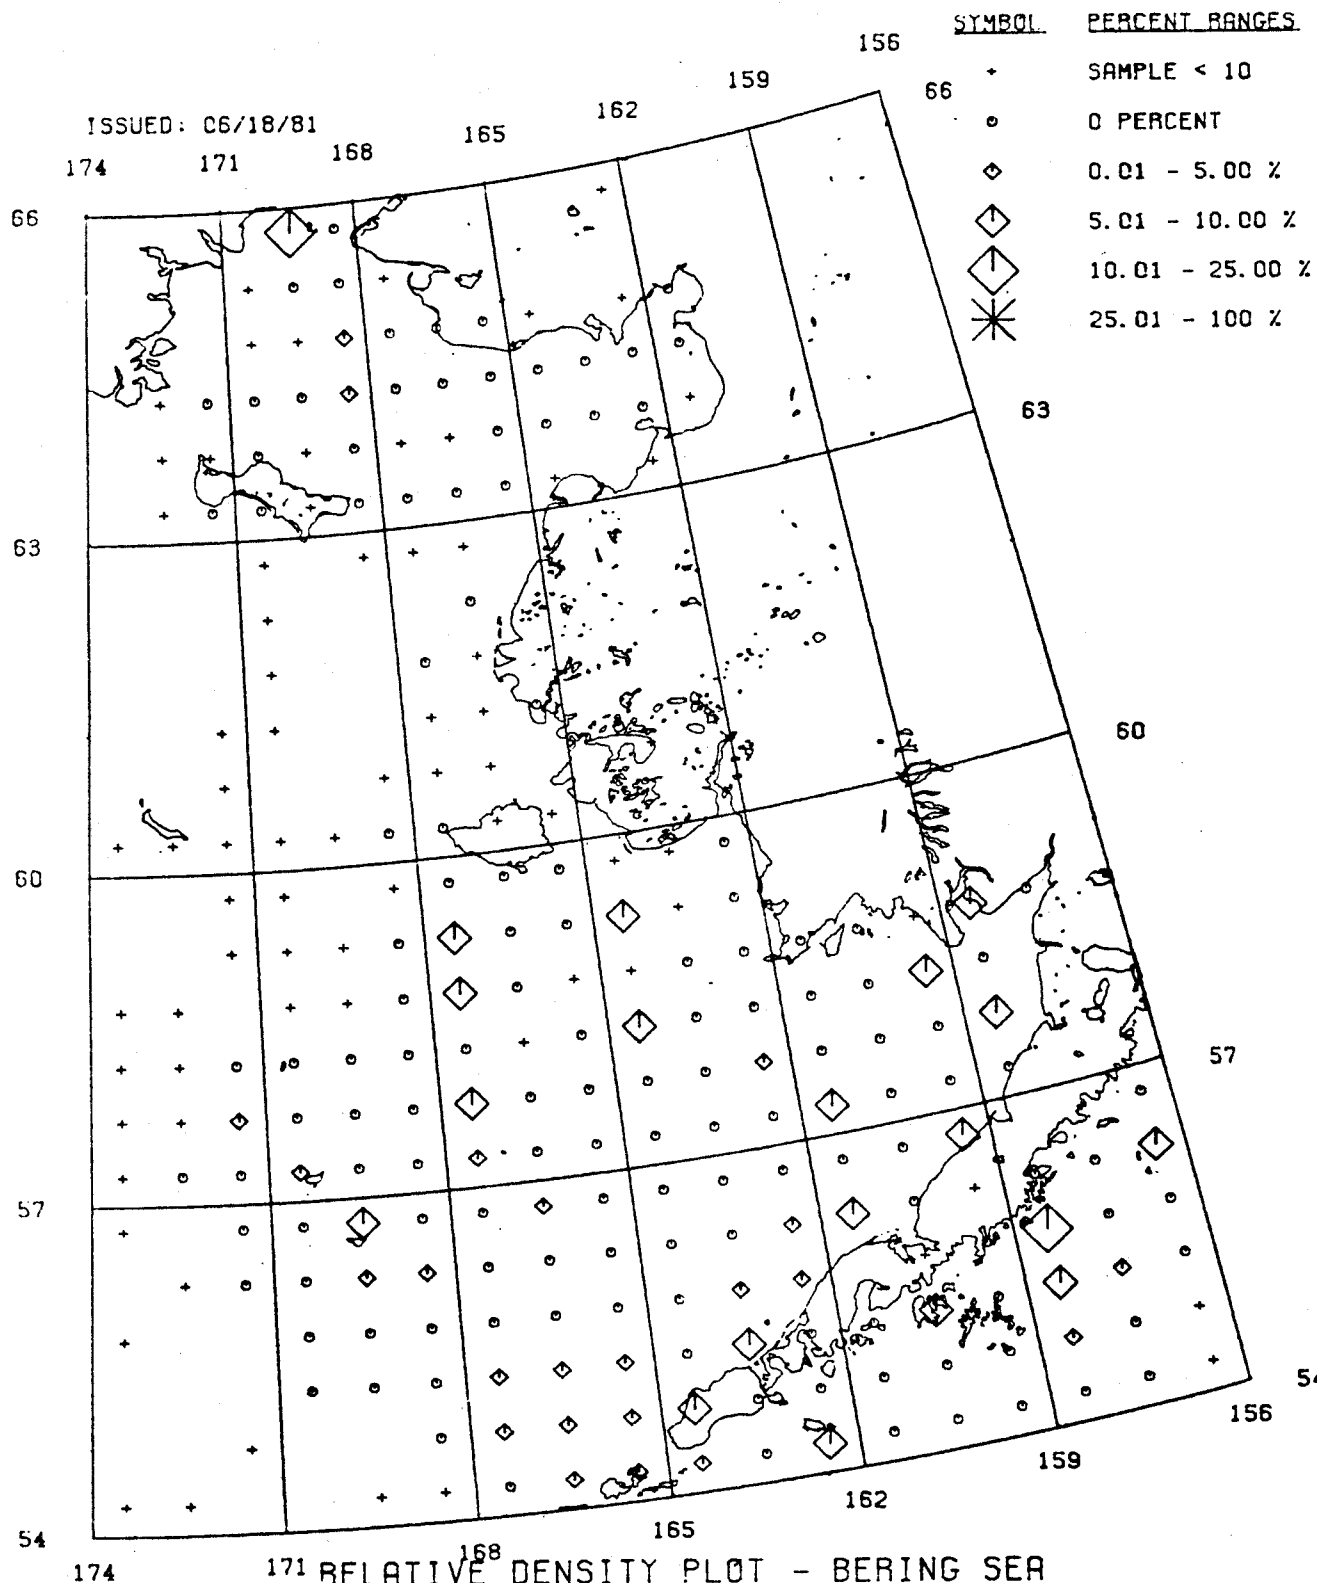 SYMBOL PERCENT RANGES
+ SAMPLE < 10
0 PERCENT
0.01 - 5.00 %
5.01 - 10.00 %
10.01 - 25.00 %
25.01 - 100 %
ISSUED: 06/18/81
174 171 168 165 162 159 156
66 66
63 63
60 60
57 57
54 54
174 171 168 165 162 159 156
RELATIVE DENSITY PLOT - BERING SEA